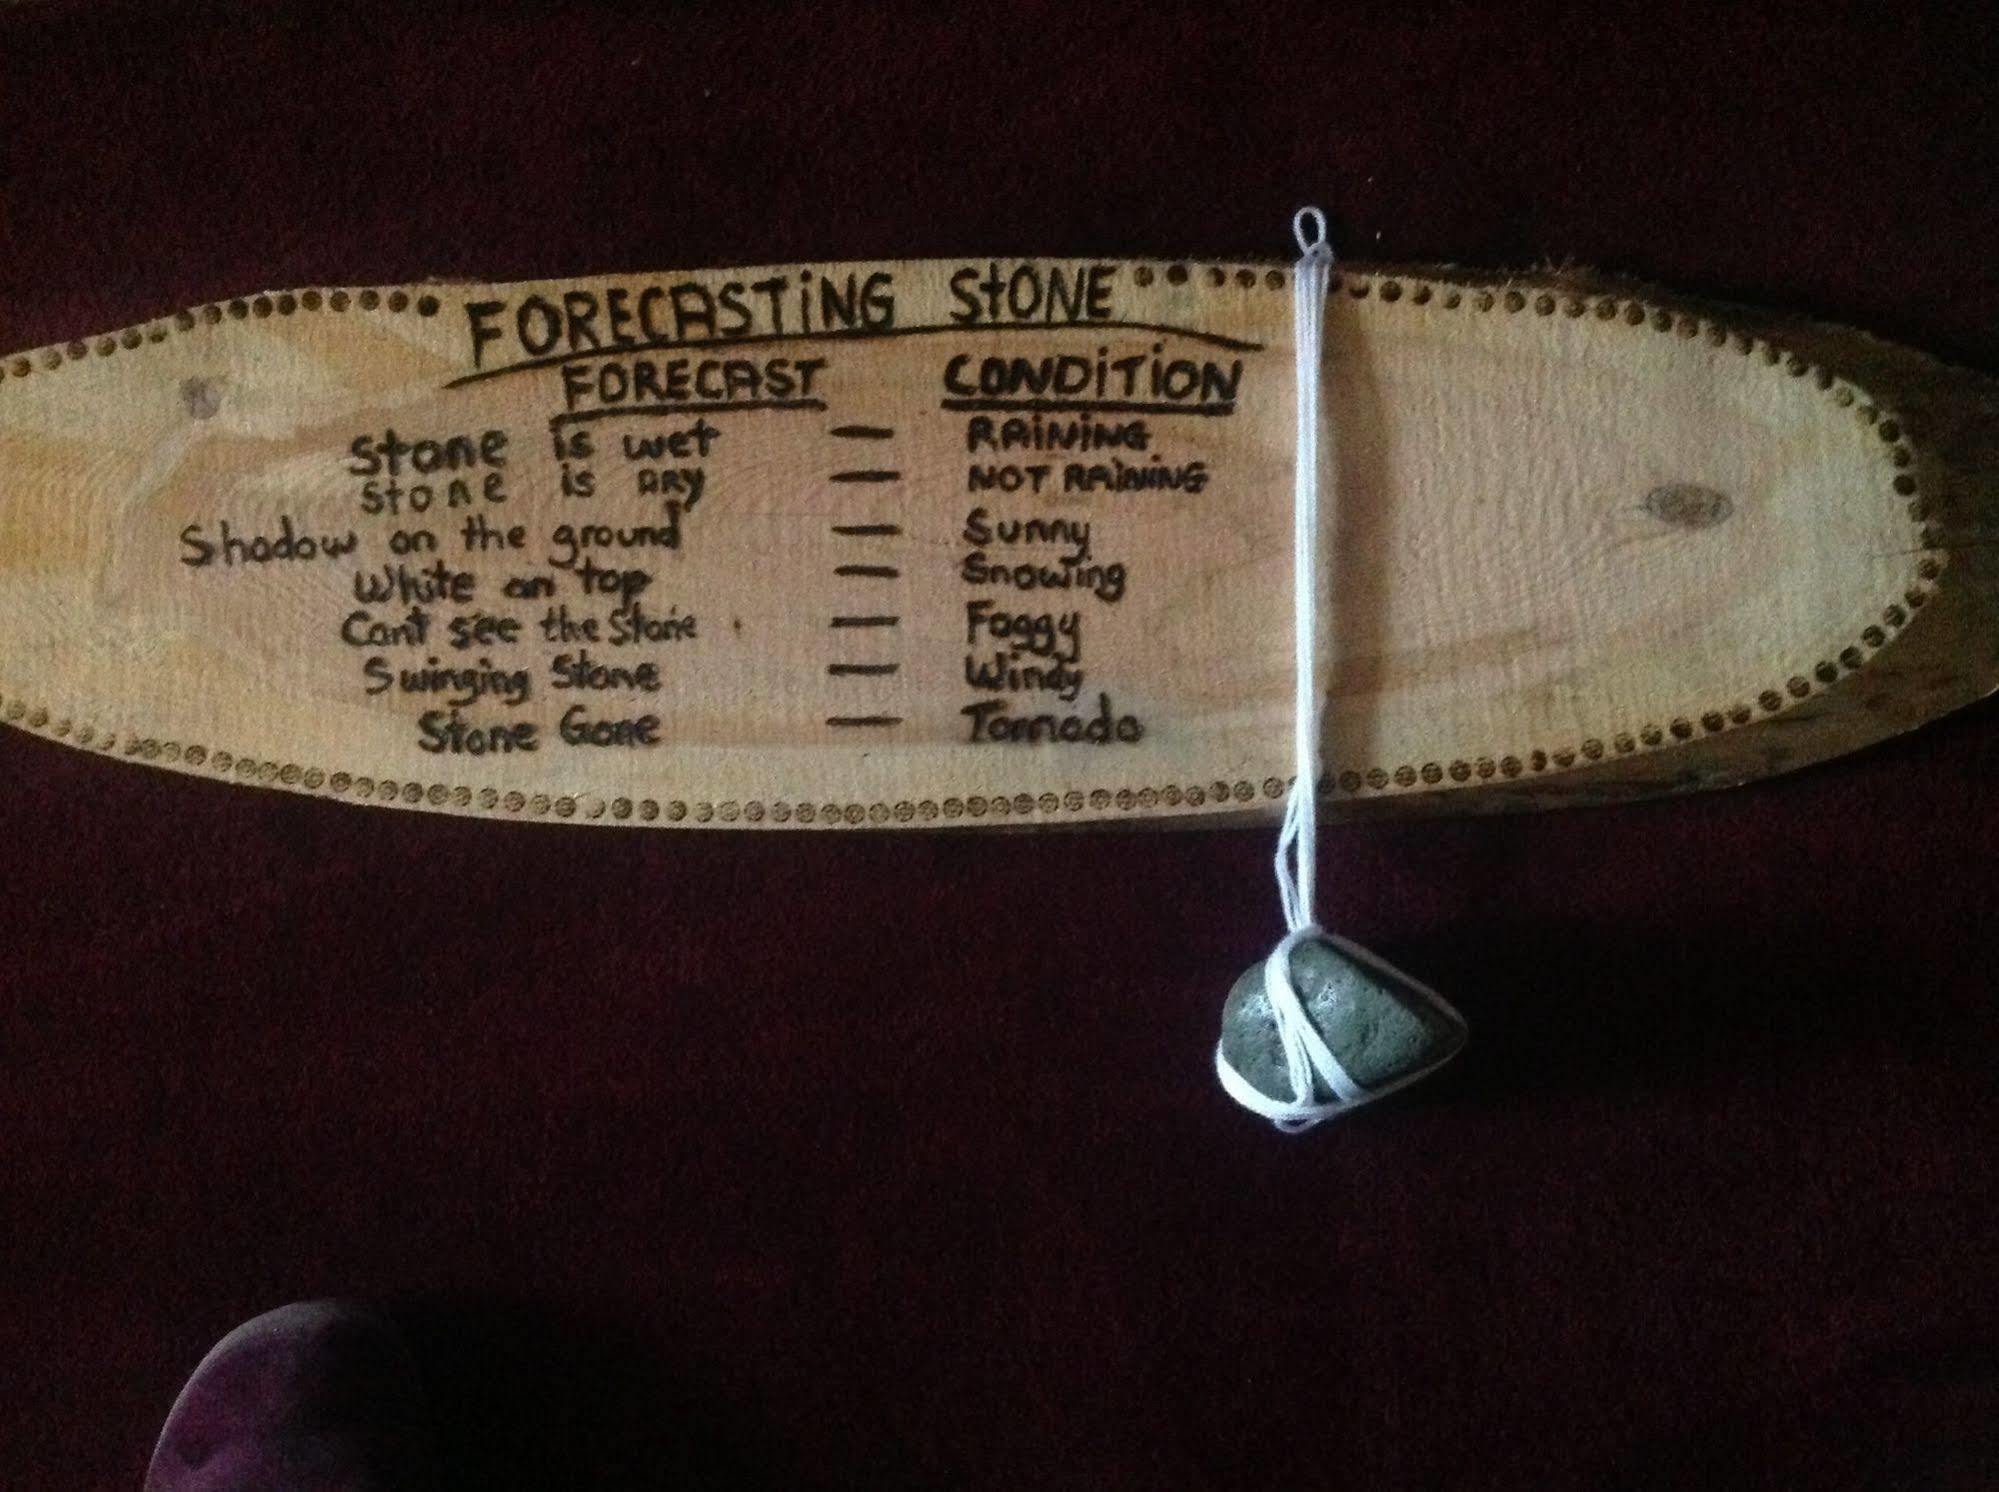 FORECASTiNG StONE
FORECAST — CONDiTiON
Stone is wet — RAiNiNG
Stone is DRY — NOT RAiNiNG
Shadow on the ground — Sunny
White on top — Snowing
Cant see the Stone — Foggy
Swinging Stone — Windy
Stone Gone — Tornado